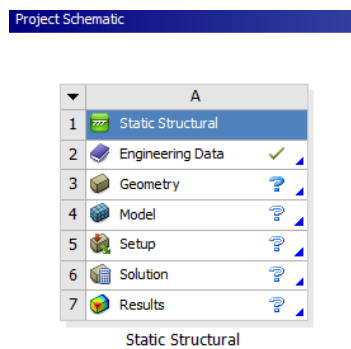 Project Schematic
A
1 Static Structural
2 Engineering Data
3 Geometry
4 Model
5 Setup
6 Solution
7 Results
Static Structural